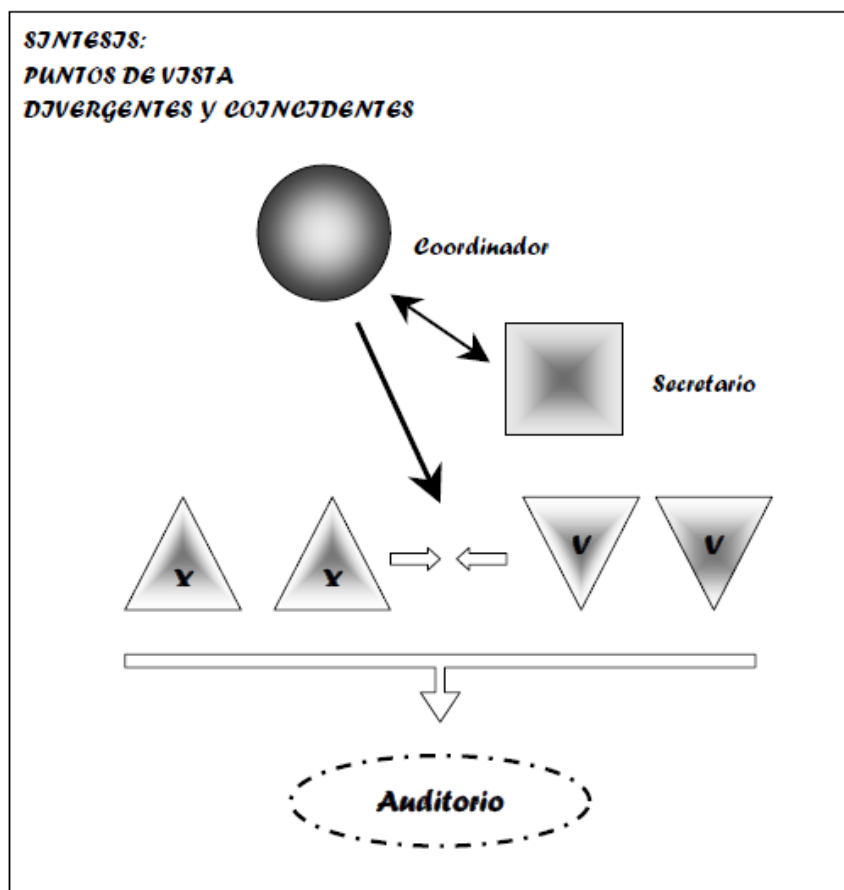 SINTESIS:
PUNTOS DE VISTA
DIVERGENTES Y COINCIDENTES
Coordinador
Secretario
X X V V
Auditorio